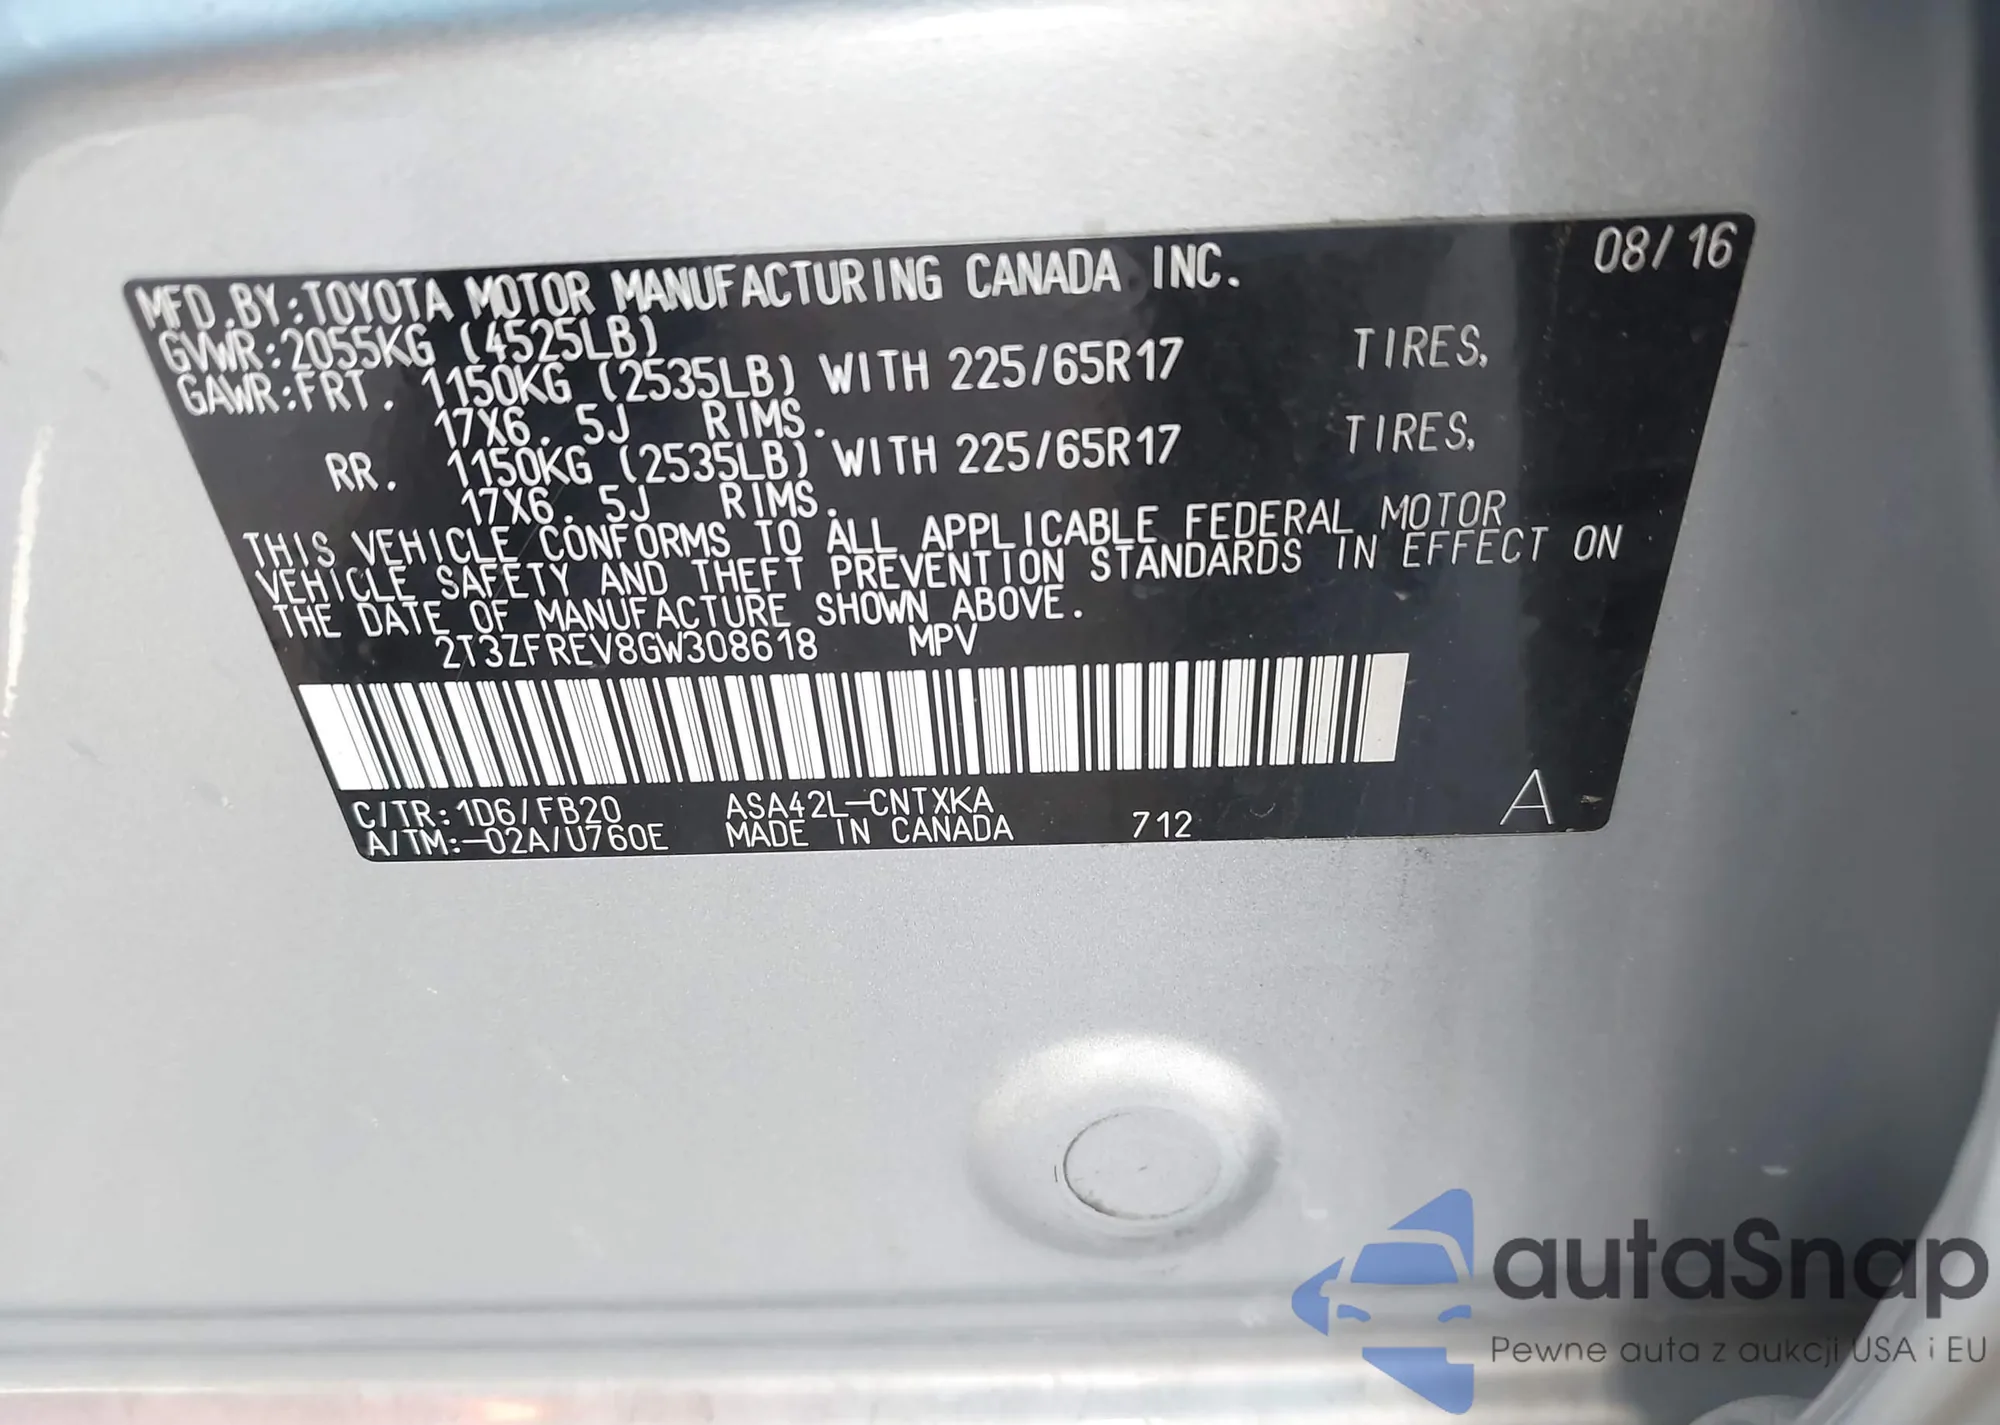 08/16
MFD.BY:TOYOTA MOTOR MANUFACTURING CANADA INC.
GVWR:2055KG (4525LB)
GAWR:FRT. 1150KG (2535LB) WITH 225/65R17 TIRES,
17X6.5J RIMS.
RR. 1150KG (2535LB) WITH 225/65R17 TIRES,
17X6.5J RIMS.
THIS VEHICLE CONFORMS TO ALL APPLICABLE FEDERAL MOTOR
VEHICLE SAFETY AND THEFT PREVENTION STANDARDS IN EFFECT ON
THE DATE OF MANUFACTURE SHOWN ABOVE.
2T3ZFREV8GW308618 MPV
C/TR:1D6/FB20 ASA42L-CNTXKA
A/TM:-02A/U760E MADE IN CANADA 712 A
autaSnap
Pewne auta z aukcji USA i EU